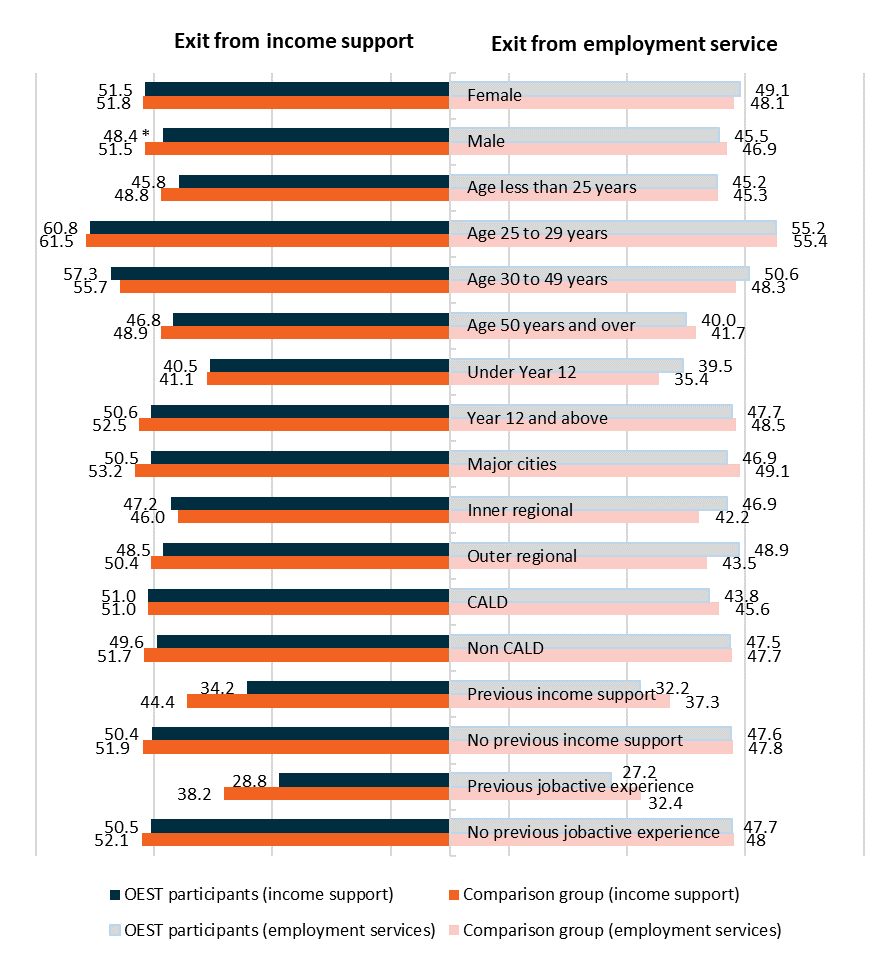 Exit from income support Exit from employment service
51.5 Female 49.1
51.8 48.1
48.4 * Male 45.5
51.5 46.9
45.8 Age less than 25 years 45.2
48.8 45.3
60.8 Age 25 to 29 years 55.2
61.5 55.4
57.3 Age 30 to 49 years 50.6
55.7 48.3
46.8 Age 50 years and over 40.0
48.9 41.7
40.5 Under Year 12 39.5
41.1 35.4
50.6 Year 12 and above 47.7
52.5 48.5
50.5 Major cities 46.9
53.2 49.1
47.2 Inner regional 46.9
46.0 42.2
48.5 Outer regional 48.9
50.4 43.5
51.0 CALD 43.8
51.0 45.6
49.6 Non CALD 47.5
51.7 47.7
34.2 Previous income support 32.2
44.4 37.3
50.4 No previous income support 47.6
51.9 47.8
28.8 Previous jobactive experience 27.2
38.2 32.4
50.5 No previous jobactive experience 47.7
52.1 48
OEST participants (income support) Comparison group (income support)
OEST participants (employment services) Comparison group (employment services)